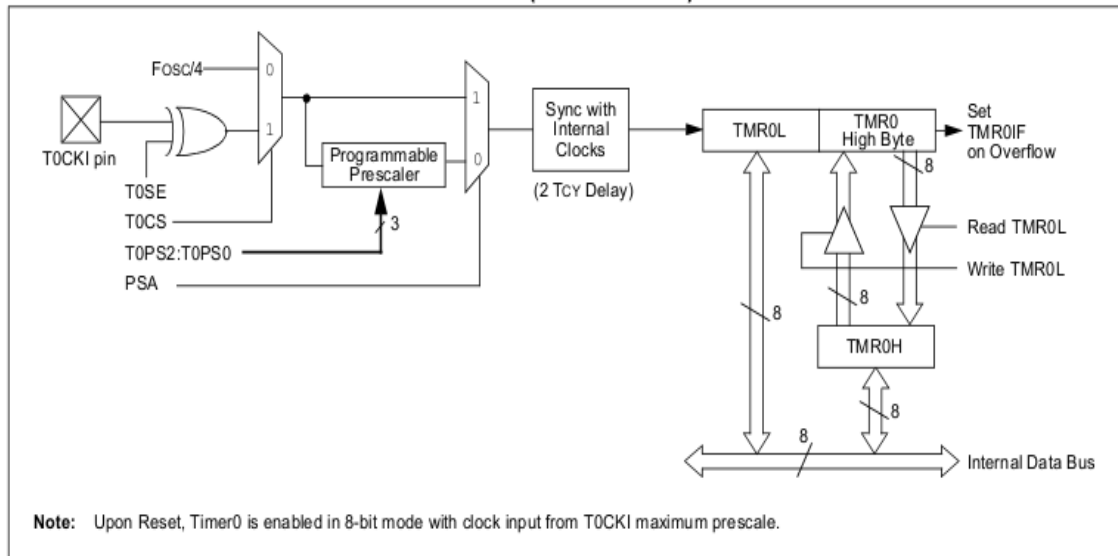 FOSC/4
0
1
T0CKI pin
T0SE
T0CS
T0PS2:T0PS0
PSA
Programmable
Prescaler
3
1
0
Sync with
Internal
Clocks
(2 TCY Delay)
TMR0L
TMR0
High Byte
Set
TMR0IF
on Overflow
8
Read TMR0L
Write TMR0L
8
8
TMR0H
8
8
Internal Data Bus
Note: Upon Reset, Timer0 is enabled in 8-bit mode with clock input from T0CKI maximum prescale.